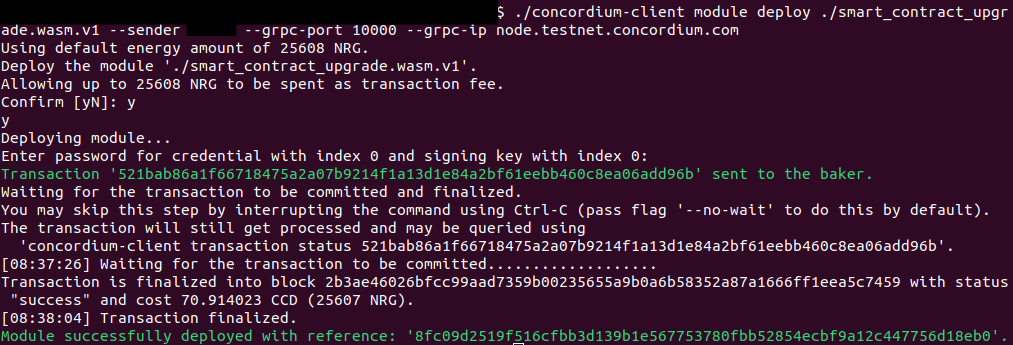 $ ./concordium-client module deploy ./smart_contract_upgr
ade.wasm.v1 --sender --grpc-port 10000 --grpc-ip node.testnet.concordium.com
Using default energy amount of 25608 NRG.
Deploy the module './smart_contract_upgrade.wasm.v1'.
Allowing up to 25608 NRG to be spent as transaction fee.
Confirm [yN]: y
y
Deploying module...
Enter password for credential with index 0 and signing key with index 0:
Transaction '521bab86a1f66718475a2a07b9214f1a13d1e84a2bf61eebb460c8ea06add96b' sent to the baker.
Waiting for the transaction to be committed and finalized.
You may skip this step by interrupting the command using Ctrl-C (pass flag '--no-wait' to do this by default).
The transaction will still get processed and may be queried using
'concordium-client transaction status 521bab86a1f66718475a2a07b9214f1a13d1e84a2bf61eebb460c8ea06add96b'.
[08:37:26] Waiting for the transaction to be committed...................
Transaction is finalized into block 2b3ae46026bfcc99aad7359b00235655a9b0a6b58352a87a1666ff1eea5c7459 with status
"success" and cost 70.914023 CCD (25607 NRG).
[08:38:04] Transaction finalized.
Module successfully deployed with reference: '8fc09d2519f516cfbb3d139b1e567753780fbb52854ecbf9a12c447756d18eb0'.